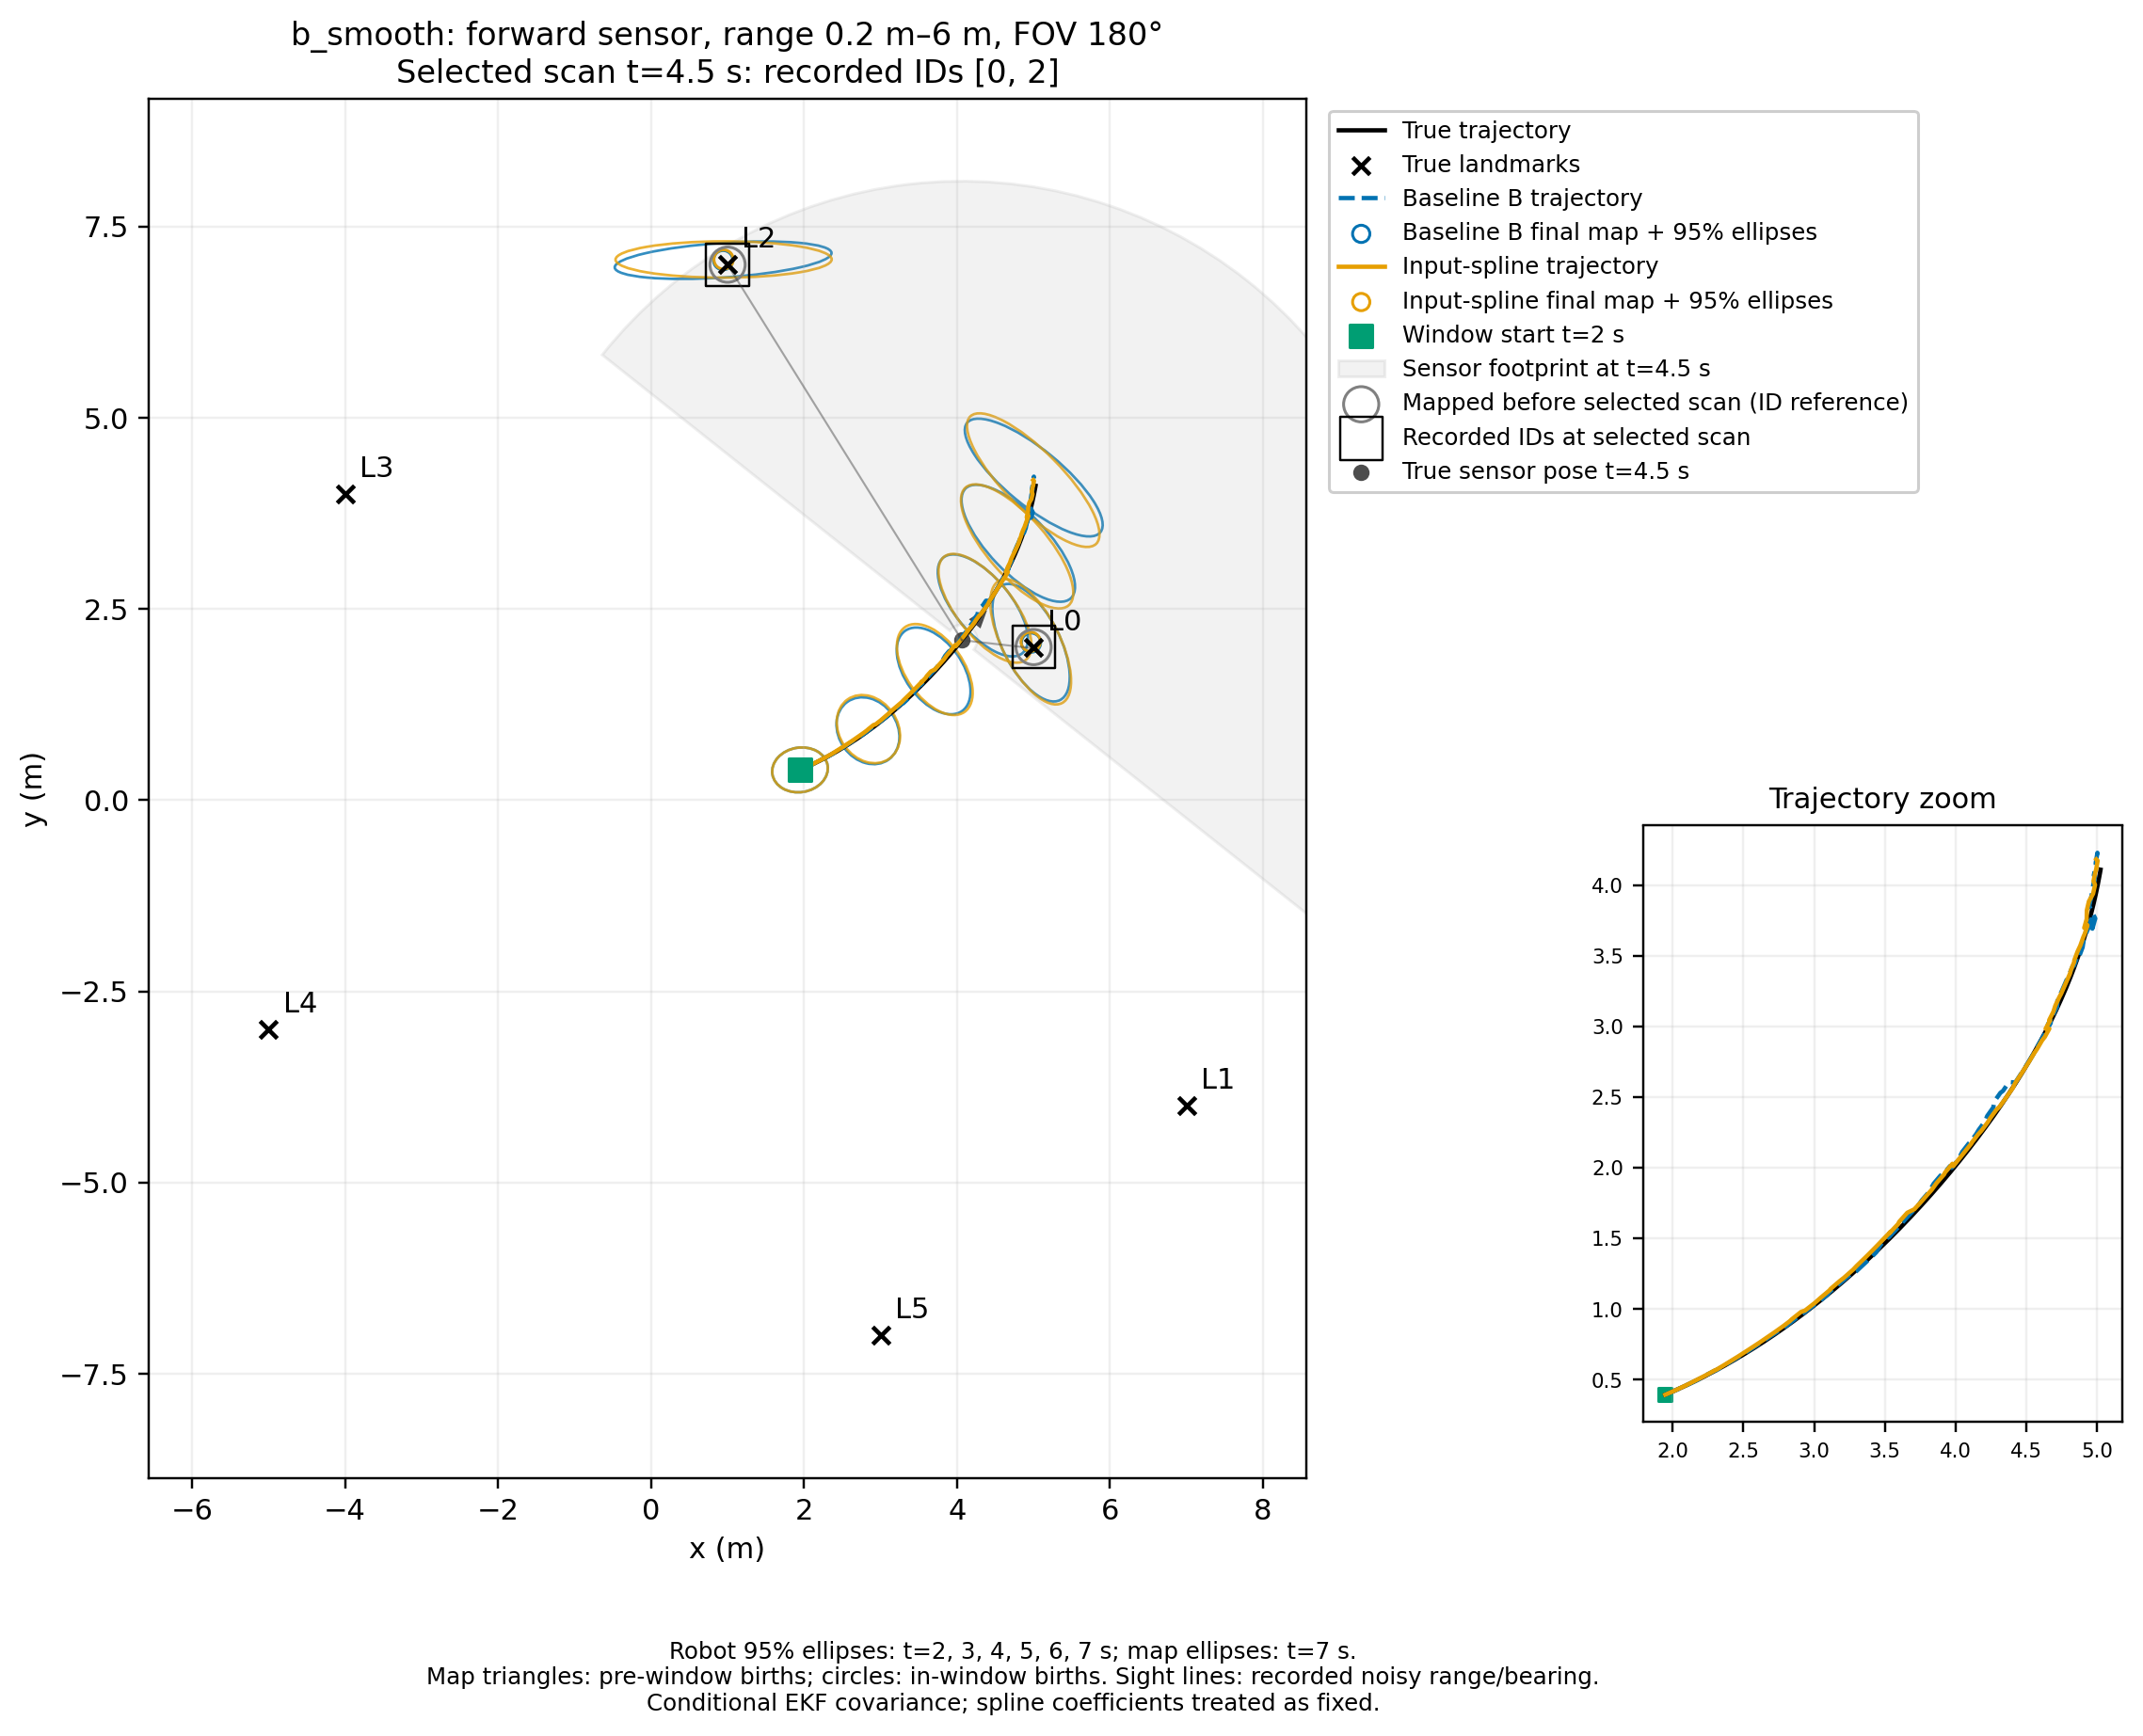 b_smooth: forward sensor, range 0.2 m–6 m, FOV 180°
Selected scan t=4.5 s: recorded IDs [0, 2]
True trajectory
True landmarks
Baseline B trajectory
Baseline B final map + 95% ellipses
Input-spline trajectory
Input-spline final map + 95% ellipses
Window start t=2 s
Sensor footprint at t=4.5 s
Mapped before selected scan (ID reference)
Recorded IDs at selected scan
True sensor pose t=4.5 s
7.5
5.0
2.5
0.0
−2.5
−5.0
−7.5
y (m)
L2
L3
L0
L4
L1
L5
−6
−4
−2
0
2
4
6
8
x (m)
Trajectory zoom
4.0
3.5
3.0
2.5
2.0
1.5
1.0
0.5
2.0
2.5
3.0
3.5
4.0
4.5
5.0
Robot 95% ellipses: t=2, 3, 4, 5, 6, 7 s; map ellipses: t=7 s.
Map triangles: pre-window births; circles: in-window births. Sight lines: recorded noisy range/bearing.
Conditional EKF covariance; spline coefficients treated as fixed.